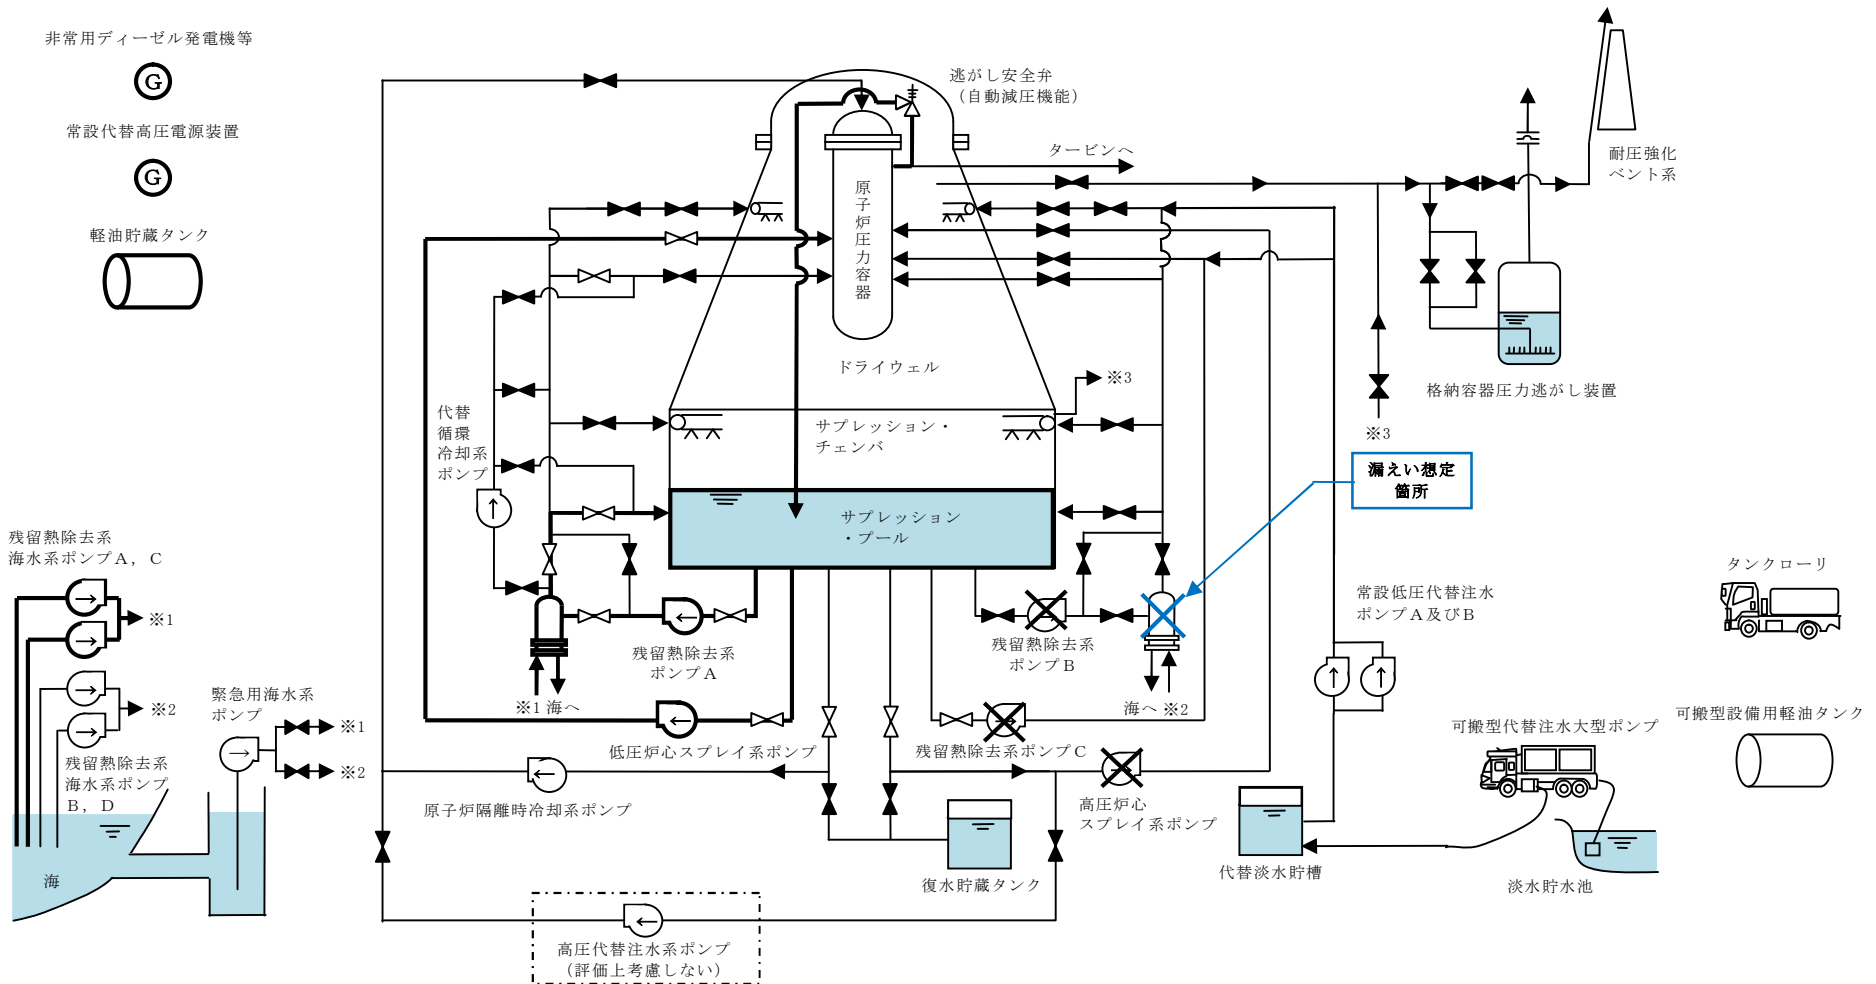 非常用ディーゼル発電機等
G
常設代替高圧電源装置
G
軽油貯蔵タンク
逃がし安全弁
（自動減圧機能）
タービンへ
耐圧強化
ベント系
原子炉圧力容器
ドライウェル
※3
格納容器圧力逃がし装置
※3
代替
循環
冷却系
ポンプ
サプレッション・
チェンバ
漏えい想定
箇所
サプレッション
・プール
残留熱除去系
海水系ポンプA，C
※1
※2
残留熱除去系
海水系ポンプ
B，D
緊急用海水系
ポンプ
※1
※2
海
残留熱除去系
ポンプA
※1 海へ
残留熱除去系
ポンプB
海へ ※2
常設低圧代替注水
ポンプA及びB
タンクローリ
低圧炉心スプレイ系ポンプ
残留熱除去系ポンプC
可搬型代替注水大型ポンプ
可搬型設備用軽油タンク
原子炉隔離時冷却系ポンプ
高圧炉心
スプレイ系ポンプ
復水貯蔵タンク
代替淡水貯槽
淡水貯水池
高圧代替注水系ポンプ
（評価上考慮しない）